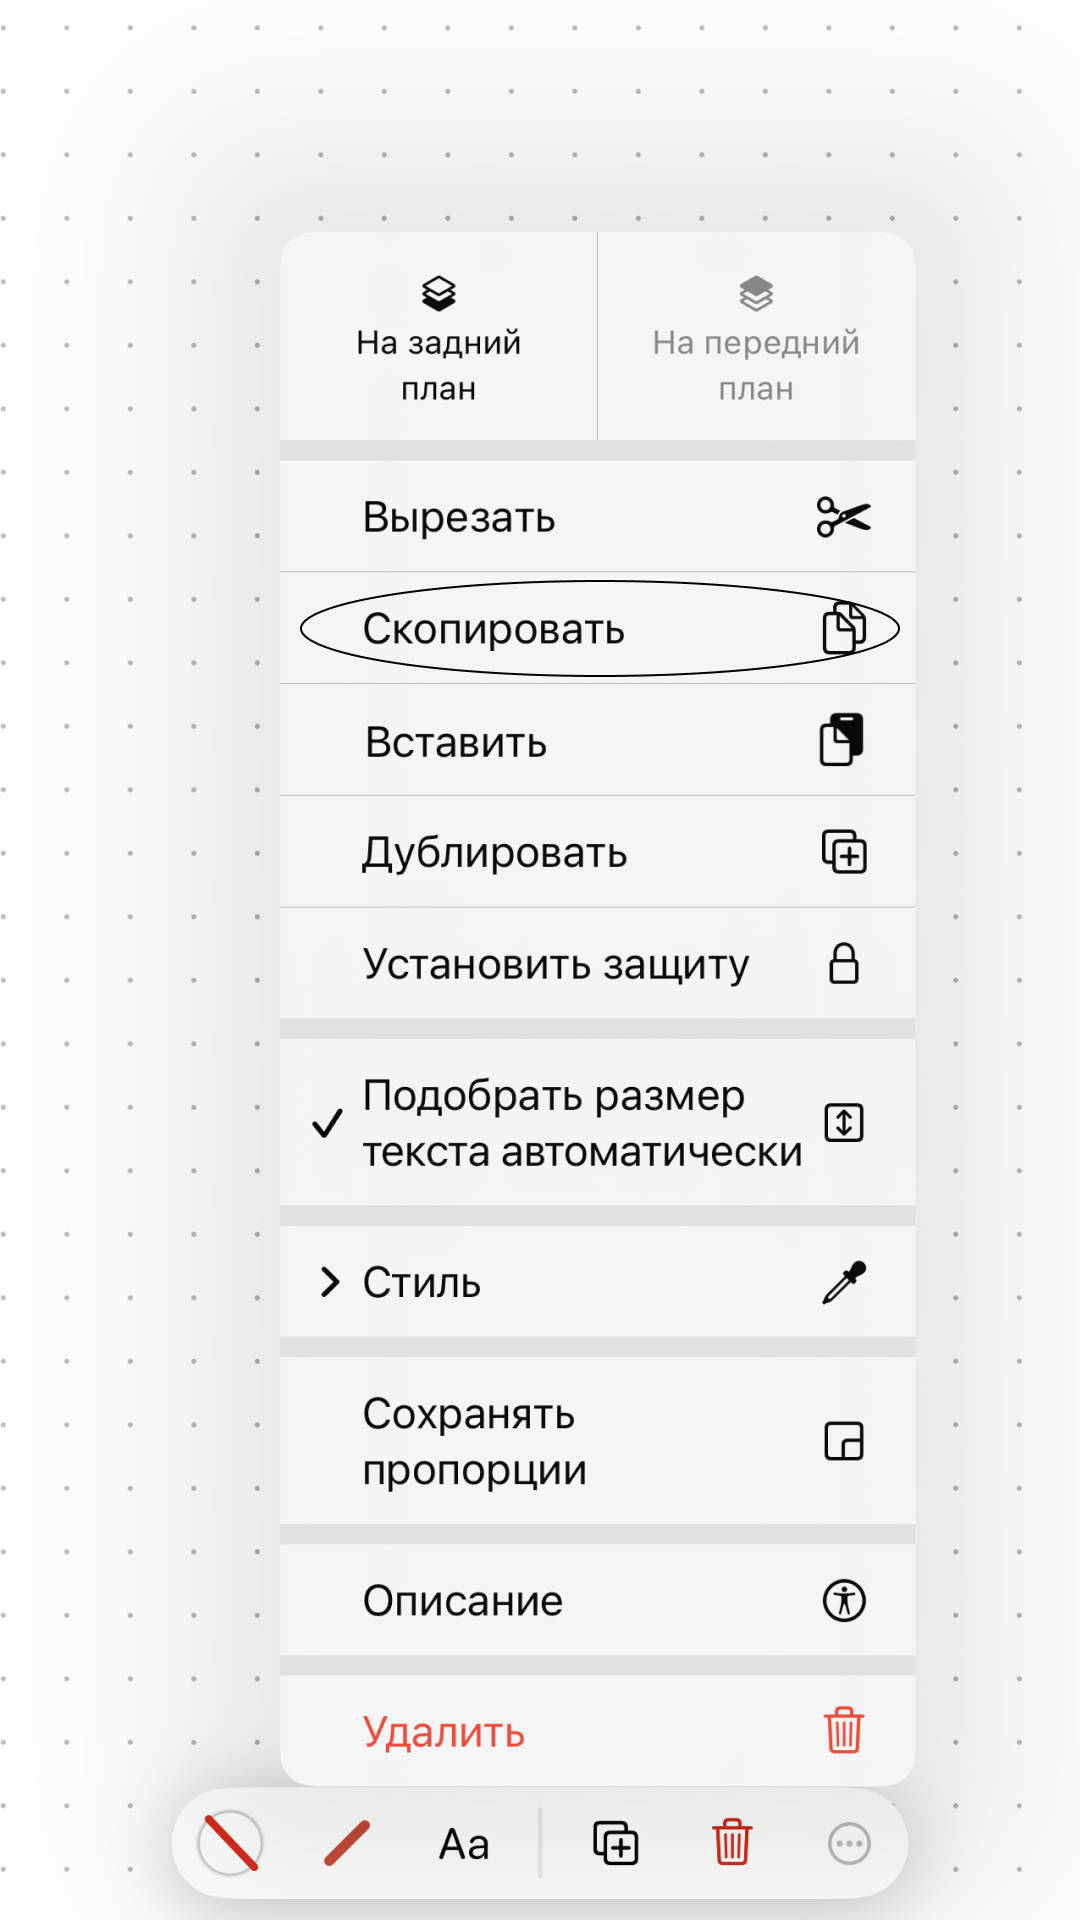 На задний
план
На передний
план
Вырезать
Скопировать
Вставить
Дублировать
Установить защиту
Подобрать размер
текста автоматически
Стиль
Сохранять
пропорции
Описание
Удалить
Aa